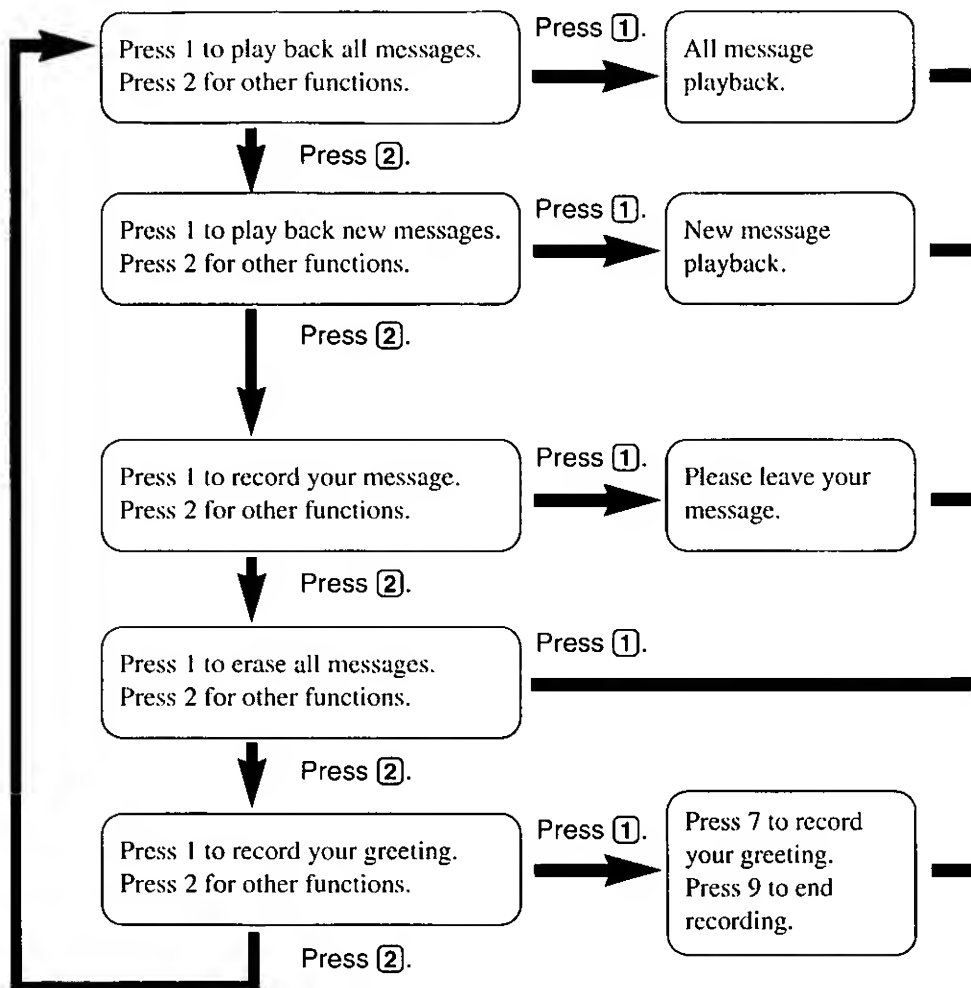 Press 1 to play back all messages.
Press 2 for other functions.
Press 1.
All message
playback.
Press 2.
Press 1 to play back new messages.
Press 2 for other functions.
Press 1.
New message
playback.
Press 2.
Press 1 to record your message.
Press 2 for other functions.
Press 1.
Please leave your
message.
Press 2.
Press 1 to erase all messages.
Press 2 for other functions.
Press 1.
Press 2.
Press 1 to record your greeting.
Press 2 for other functions.
Press 1.
Press 7 to record
your greeting.
Press 9 to end
recording.
Press 2.